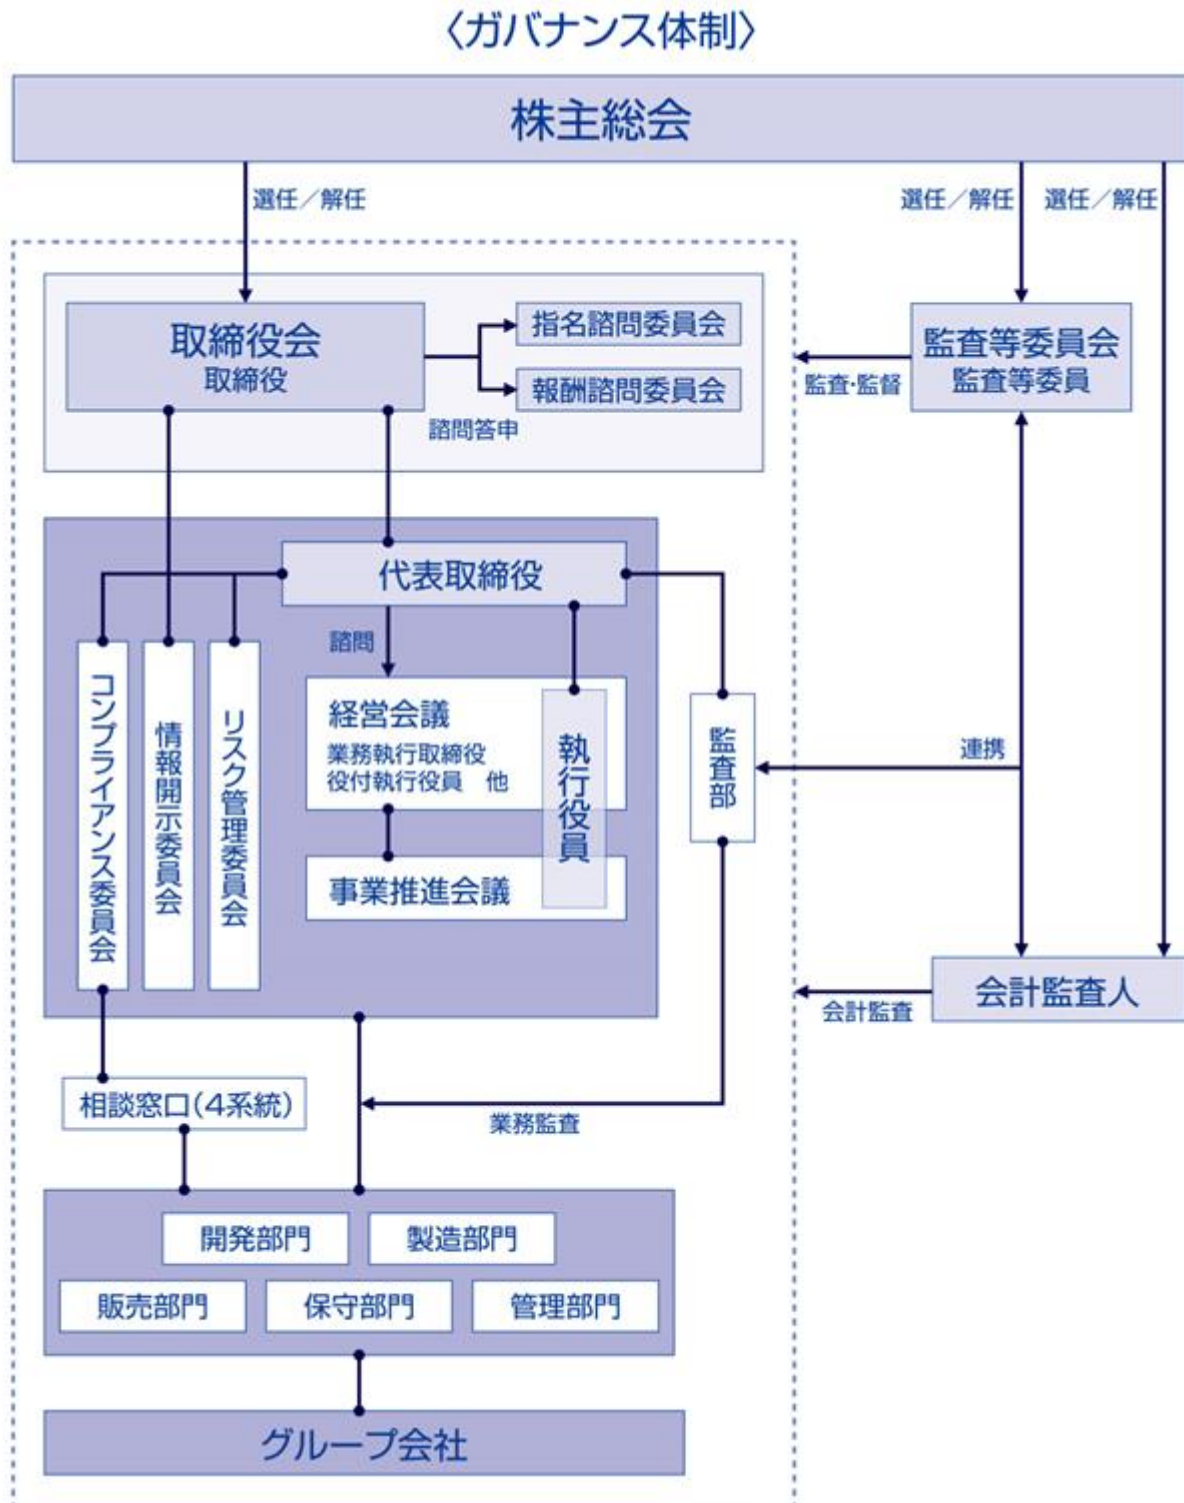 〈ガバナンス体制〉
株主総会
選任／解任
選任／解任
選任／解任
取締役会
取締役
指名諮問委員会
報酬諮問委員会
諮問答申
監査等委員会
監査等委員
監査・監督
代表取締役
諮問
コンプライアンス委員会
情報開示委員会
リスク管理委員会
経営会議
業務執行取締役
役付執行役員　他
執行役員
事業推進会議
監査部
連携
会計監査人
会計監査
相談窓口(4系統)
業務監査
開発部門
製造部門
販売部門
保守部門
管理部門
グループ会社